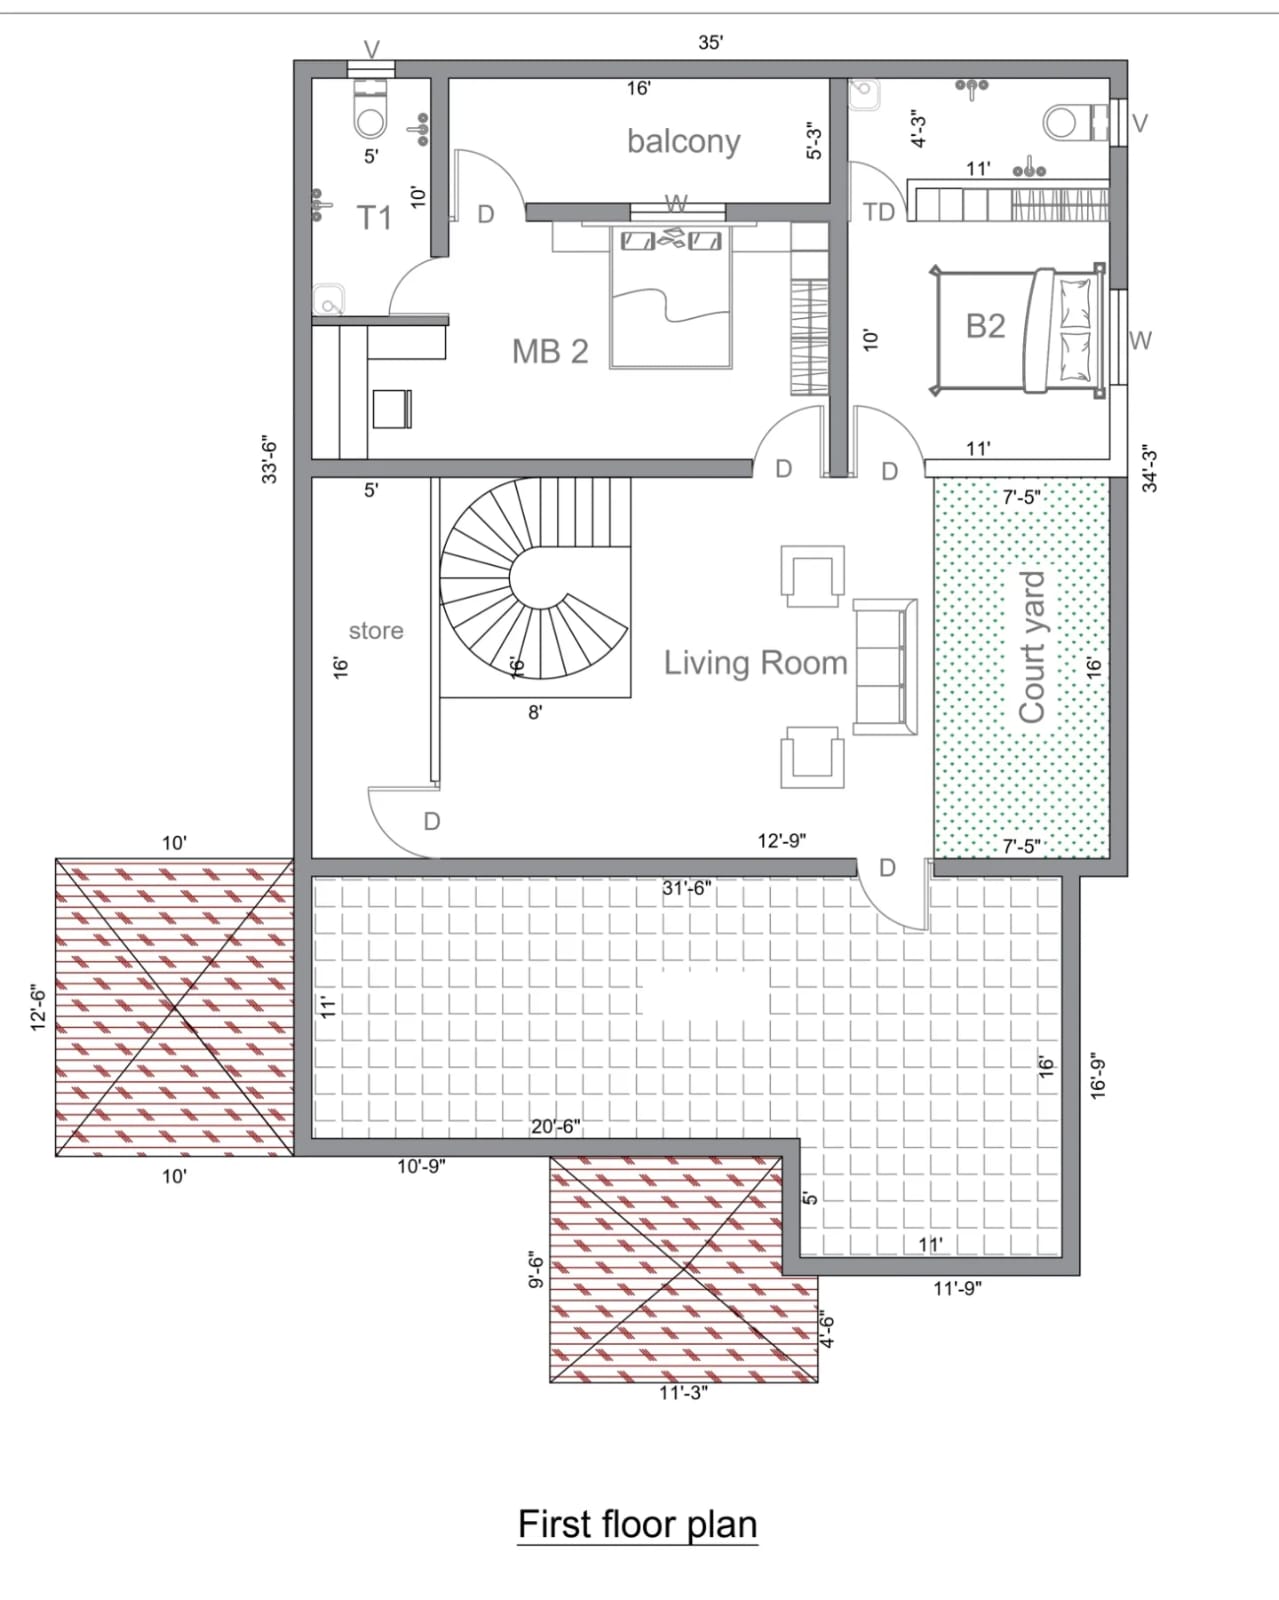 V
35'
16'
balcony
5'-3"
4'-3"
V
5'
10'
T1
D
W
11'
TD
MB 2
10'
B2
W
33'-6"
D
D
11'
34'-3"
5'
7'-5"
store
16'
16'
8'
Living Room
Court yard
16'
D
12'-9"
7'-5"
10'
D
31'-6"
12'-6"
11'
16'
16'-9"
20'-6"
10'
10'-9"
5'
11'
9'-6"
11'-9"
4'-6"
11'-3"
First floor plan